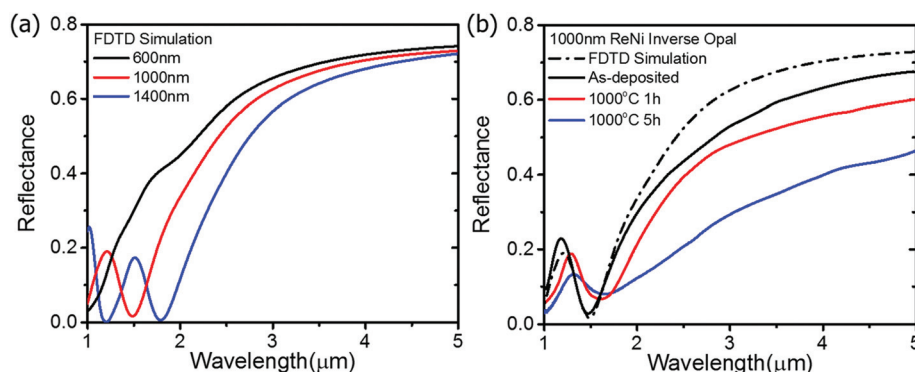 (a)
FDTD Simulation
600nm
1000nm
1400nm
Reflectance
0.8
0.6
0.4
0.2
0.0
1 2 3 4 5
Wavelength(μm)
(b)
1000nm ReNi Inverse Opal
FDTD Simulation
As-deposited
1000°C 1h
1000°C 5h
Reflectance
0.8
0.6
0.4
0.2
0.0
1 2 3 4 5
Wavelength(μm)